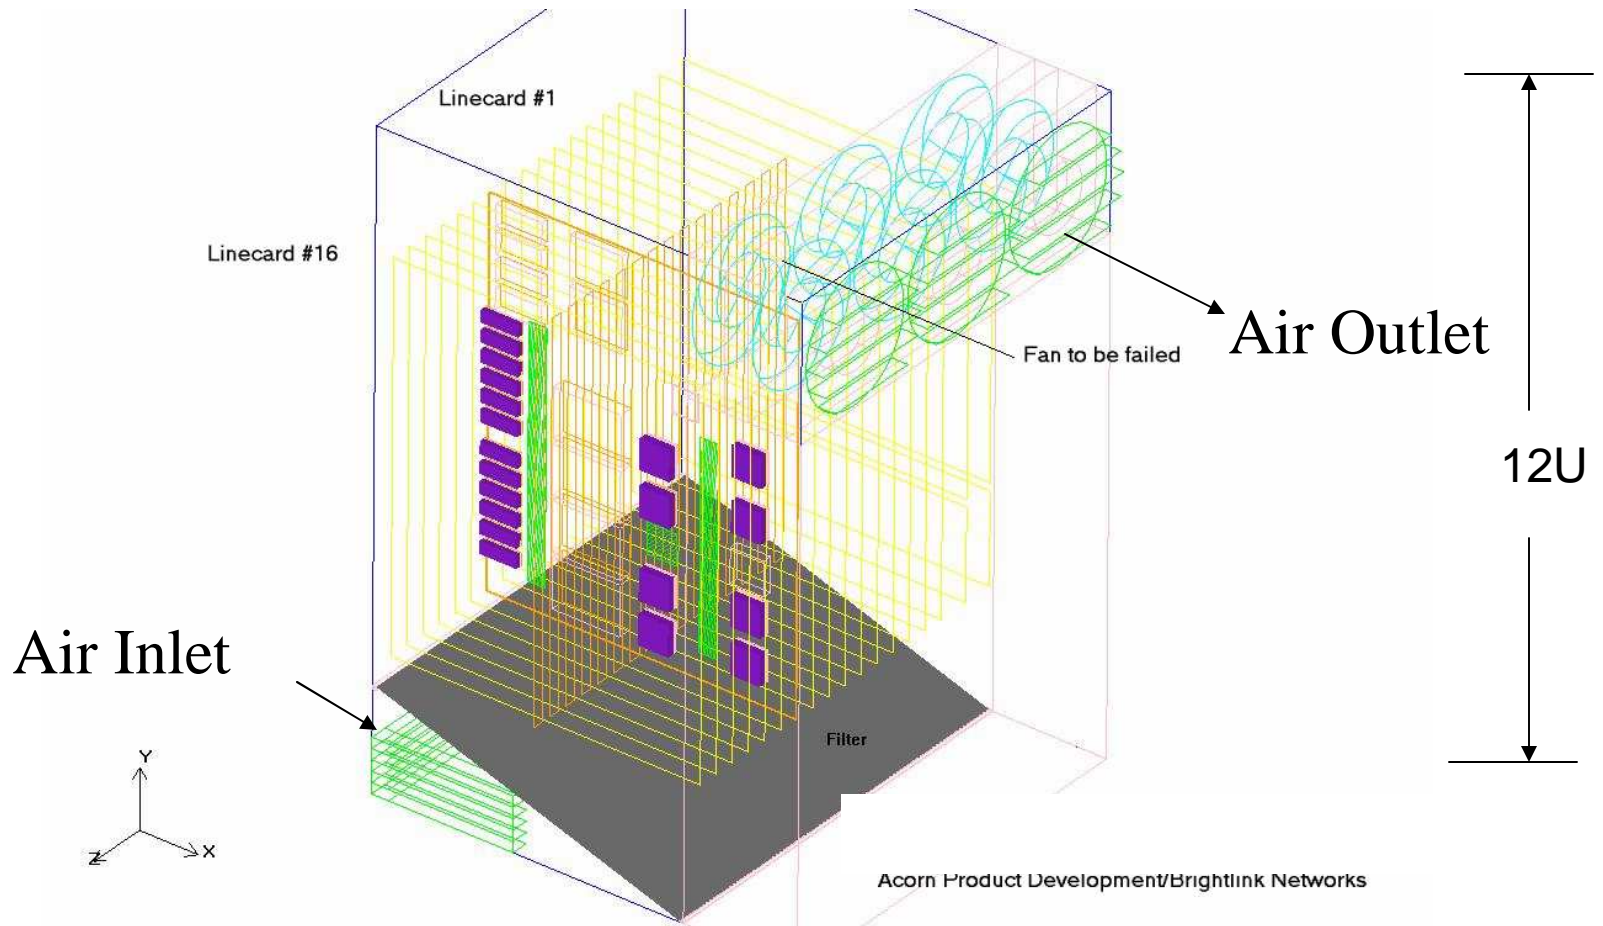 Linecard #1
Linecard #16
Air Outlet
Fan to be failed
12U
Air Inlet
Filter
Y
X
Z
Acorn Product Development/Brightlink Networks